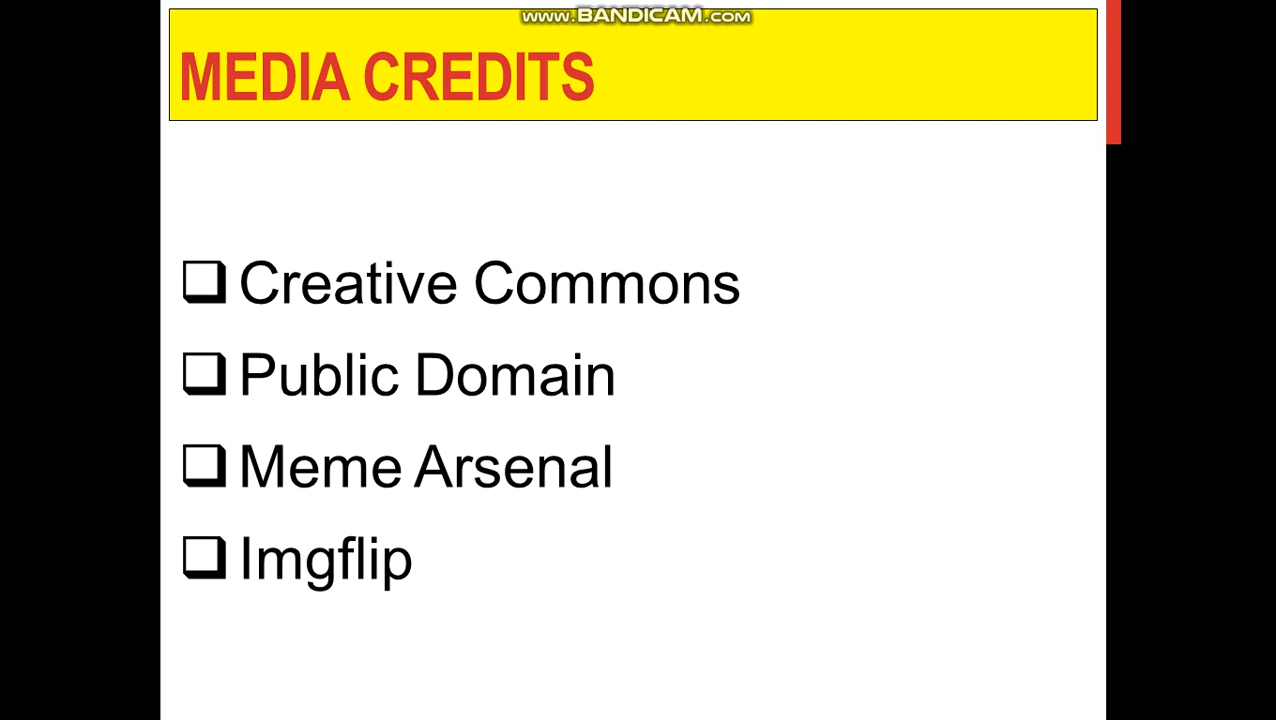 www.BANDICAM.com
MEDIA CREDITS
Creative Commons
Public Domain
Meme Arsenal
Imgflip